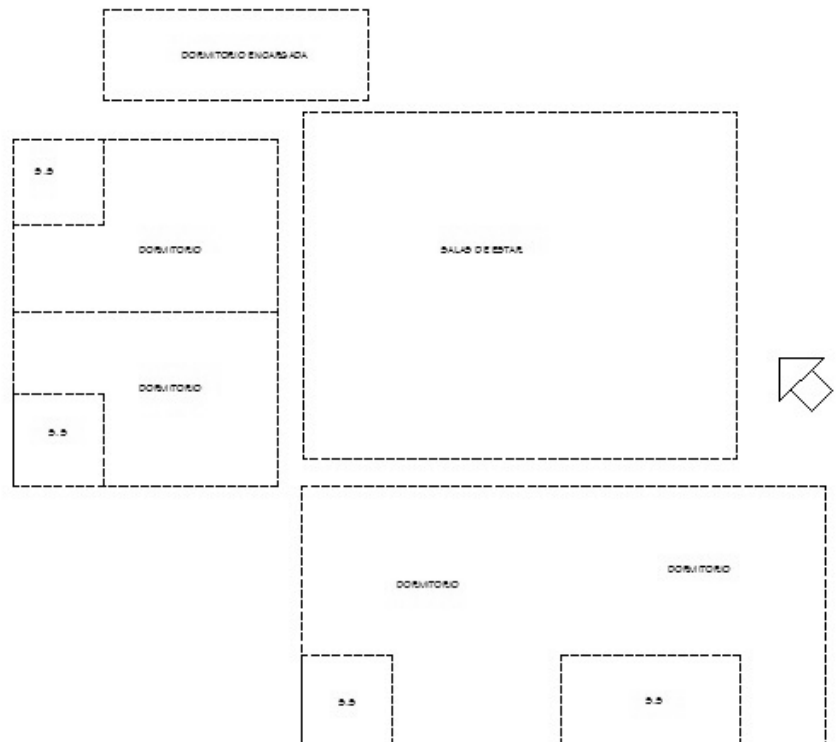 DORMITORIO ENCARGADA
S.S
DORMITORIO
SALAS DE ESTAR
DORMITORIO
S.S
DORMITORIO
DORMITORIO
S.S
S.S